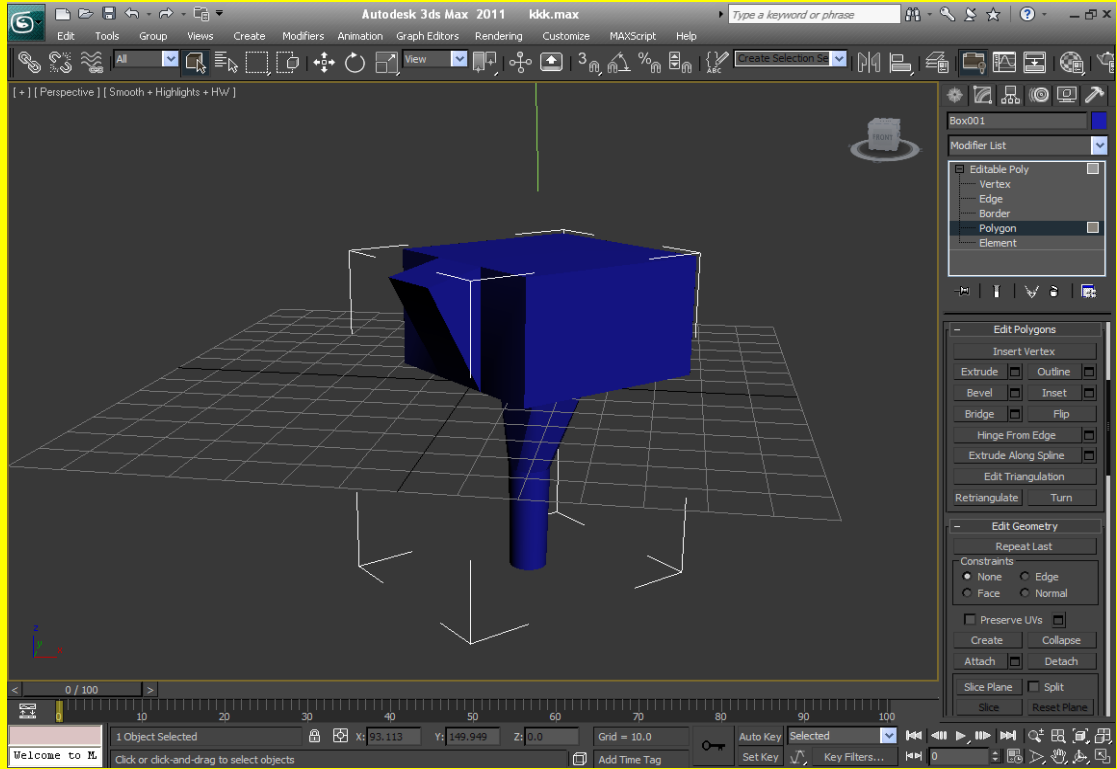 Autodesk 3ds Max 2011 kkk.max
Type a keyword or phrase
Edit Tools Group Views Create Modifiers Animation Graph Editors Rendering Customize MAXScript Help
All View 3 % ABC Create Selection Se
[ + ] [ Perspective ] [ Smooth + Highlights + HW ]
FRONT
Box001
Modifier List
Editable Poly
Vertex
Edge
Border
Polygon
Element
Edit Polygons
Insert Vertex
Extrude Outline
Bevel Inset
Bridge Flip
Hinge From Edge
Extrude Along Spline
Edit Triangulation
Retriangulate Turn
Edit Geometry
Repeat Last
Constraints
None Edge
Face Normal
Preserve UVs
Create Collapse
Attach Detach
Slice Plane Split
Slice Reset Plane
z
y
x
< 0 / 100 >
0 10 20 30 40 50 60 70 80 90 100
1 Object Selected X: 93.113 Y: 149.949 Z: 0.0 Grid = 10.0 Auto Key Selected
Welcome to M. Click or click-and-drag to select objects Add Time Tag Set Key Key Filters... 0